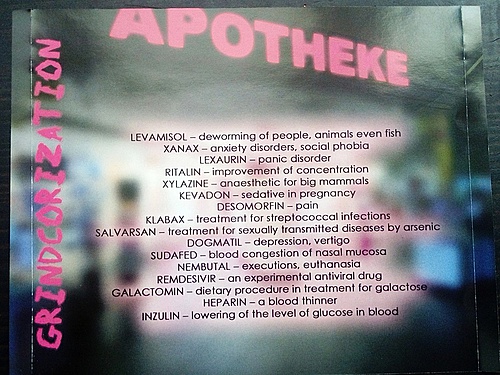 APOTHEKE
GRINDCORIZATION
LEVAMISOL – deworming of people, animals even fish
XANAX – anxiety disorders, social phobia
LEXAURIN – panic disorder
RITALIN – improvement of concentration
XYLAZINE – anaesthetic for big mammals
KEVADON – sedative in pregnancy
DESOMORFIN – pain
KLABAX – treatment for streptococcal infections
SALVARSAN – treatment for sexually transmitted diseases by arsenic
DOGMATIL – depression, vertigo
SUDAFED – blood congestion of nasal mucosa
NEMBUTAL – executions, euthanasia
REMDESIVIR – an experimental antiviral drug
GALACTOMIN – dietary procedure in treatment for galactose
HEPARIN – a blood thinner
INZULIN – lowering of the level of glucose in blood